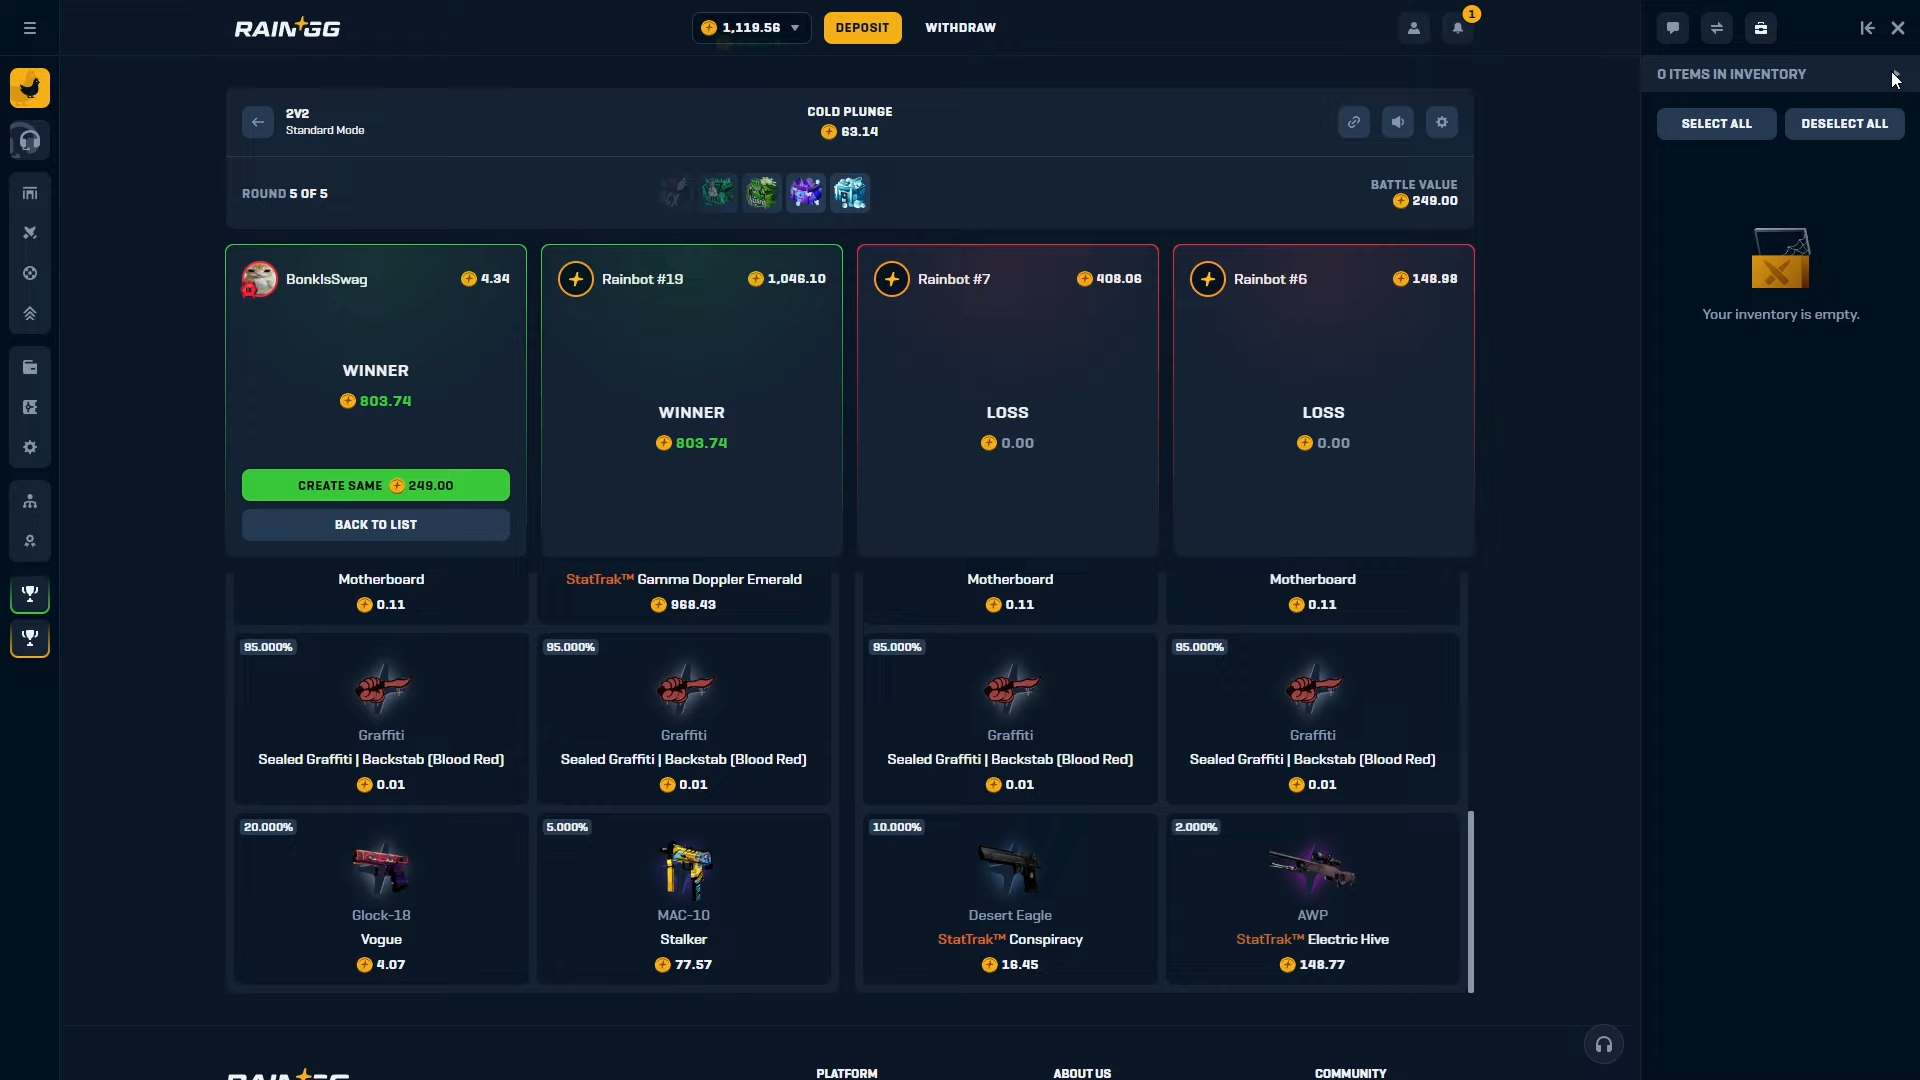 RAIN GG
1,119.56
DEPOSIT
WITHDRAW
1
0 ITEMS IN INVENTORY
SELECT ALL
DESELECT ALL
Your inventory is empty.
2V2
Standard Mode
COLD PLUNGE
63.14
ROUND 5 OF 5
BATTLE VALUE
249.00
BonkIsSwag
4.34
Rainbot #19
1,046.10
Rainbot #7
408.06
Rainbot #6
148.98
WINNER
803.74
WINNER
803.74
LOSS
0.00
LOSS
0.00
CREATE SAME 249.00
BACK TO LIST
Motherboard
0.11
StatTrak™ Gamma Doppler Emerald
968.43
Motherboard
0.11
Motherboard
0.11
95.000%
Graffiti
Sealed Graffiti | Backstab (Blood Red)
0.01
95.000%
Graffiti
Sealed Graffiti | Backstab (Blood Red)
0.01
95.000%
Graffiti
Sealed Graffiti | Backstab (Blood Red)
0.01
95.000%
Graffiti
Sealed Graffiti | Backstab (Blood Red)
0.01
20.000%
Glock-18
Vogue
4.07
5.000%
MAC-10
Stalker
77.57
10.000%
Desert Eagle
StatTrak™ Conspiracy
16.45
2.000%
AWP
StatTrak™ Electric Hive
148.77
RAIN GG
PLATFORM
ABOUT US
COMMUNITY